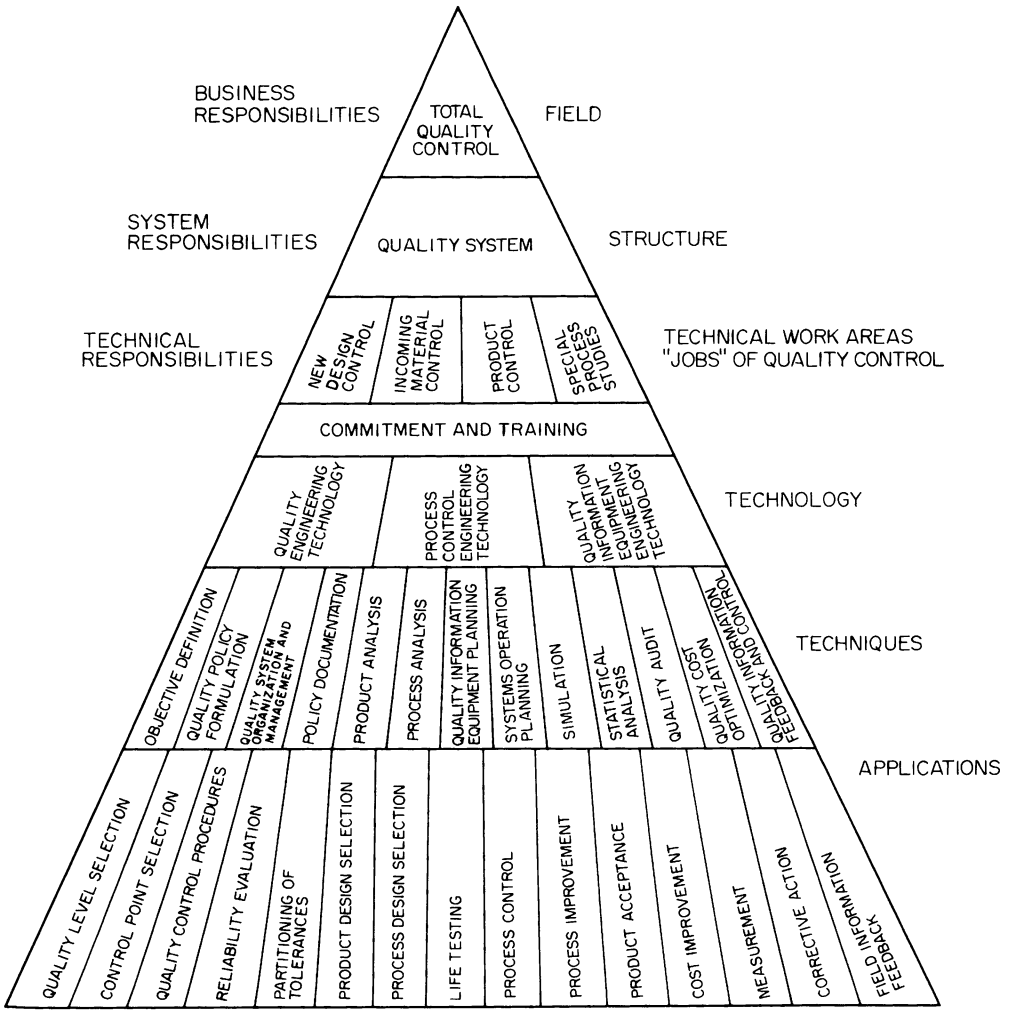 BUSINESS
RESPONSIBILITIES
TOTAL
QUALITY
CONTROL
FIELD
SYSTEM
RESPONSIBILITIES
QUALITY SYSTEM
STRUCTURE
TECHNICAL
RESPONSIBILITIES
NEW
DESIGN
CONTROL
INCOMING
MATERIAL
CONTROL
PRODUCT
CONTROL
SPECIAL
PROCESS
STUDIES
TECHNICAL WORK AREAS
"JOBS" OF QUALITY CONTROL
COMMITMENT AND TRAINING
QUALITY
ENGINEERING
TECHNOLOGY
PROCESS
CONTROL
ENGINEERING
TECHNOLOGY
QUALITY
INFORMATION
EQUIPMENT
ENGINEERING
TECHNOLOGY
TECHNOLOGY
OBJECTIVE DEFINITION
QUALITY POLICY
FORMULATION
QUALITY SYSTEM
ORGANIZATION AND
MANAGEMENT
POLICY DOCUMENTATION
PRODUCT ANALYSIS
PROCESS ANALYSIS
QUALITY INFORMATION
EQUIPMENT PLANNING
SYSTEMS OPERATION
PLANNING
SIMULATION
STATISTICAL
ANALYSIS
QUALITY AUDIT
QUALITY COST
OPTIMIZATION
QUALITY INFORMATION
FEEDBACK AND CONTROL
TECHNIQUES
QUALITY LEVEL SELECTION
CONTROL POINT SELECTION
QUALITY CONTROL PROCEDURES
RELIABILITY EVALUATION
PARTITIONING OF
TOLERANCES
PRODUCT DESIGN SELECTION
PROCESS DESIGN SELECTION
LIFE TESTING
PROCESS CONTROL
PROCESS IMPROVEMENT
PRODUCT ACCEPTANCE
COST IMPROVEMENT
MEASUREMENT
CORRECTIVE ACTION
FIELD INFORMATION
FEEDBACK
APPLICATIONS